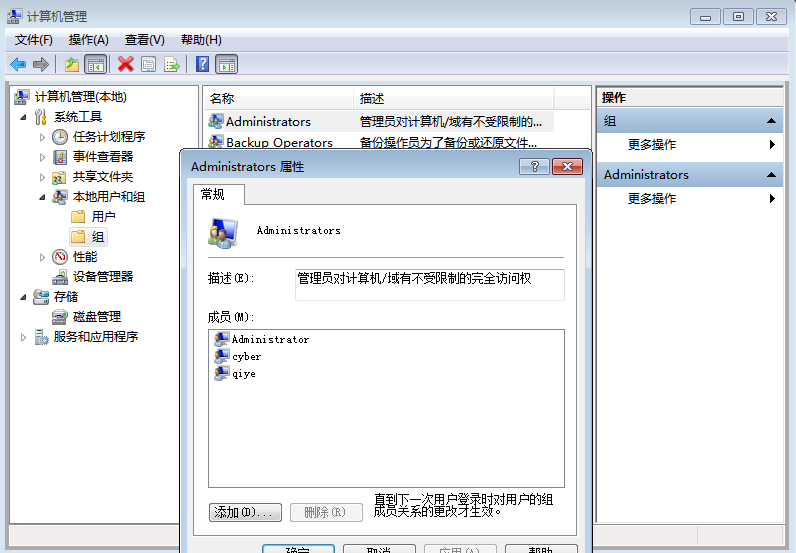 计算机管理
文件(F) 操作(A) 查看(V) 帮助(H)
计算机管理(本地)
系统工具
任务计划程序
事件查看器
共享文件夹
本地用户和组
用户
组
性能
设备管理器
存储
磁盘管理
服务和应用程序
名称 描述
Administrators 管理员对计算机/域有不受限制的...
Backup Operators 备份操作员为了备份或还原文件...
操作
组
更多操作
Administrators
更多操作
Administrators 属性
常规
Administrators
描述(E): 管理员对计算机/域有不受限制的完全访问权
成员(M):
Administrator
cyber
qiye
添加(D)... 删除(R)
直到下一次用户登录时对用户的组
成员关系的更改才生效。
确定 取消 应用(A) 帮助